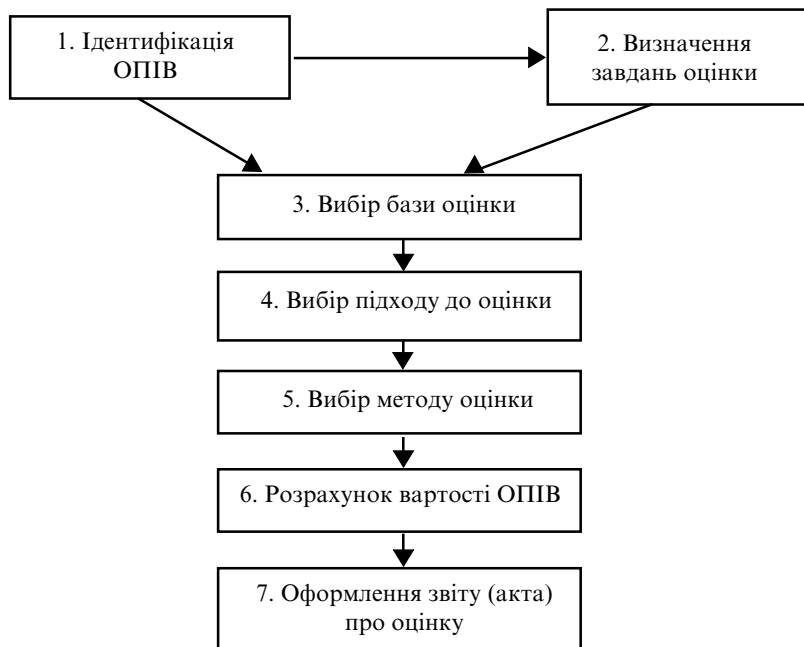 1. Ідентифікація
ОПІВ
2. Визначення
завдань оцінки
3. Вибір бази оцінки
4. Вибір підходу до оцінки
5. Вибір методу оцінки
6. Розрахунок вартості ОПІВ
7. Оформлення звіту (акта)
про оцінку